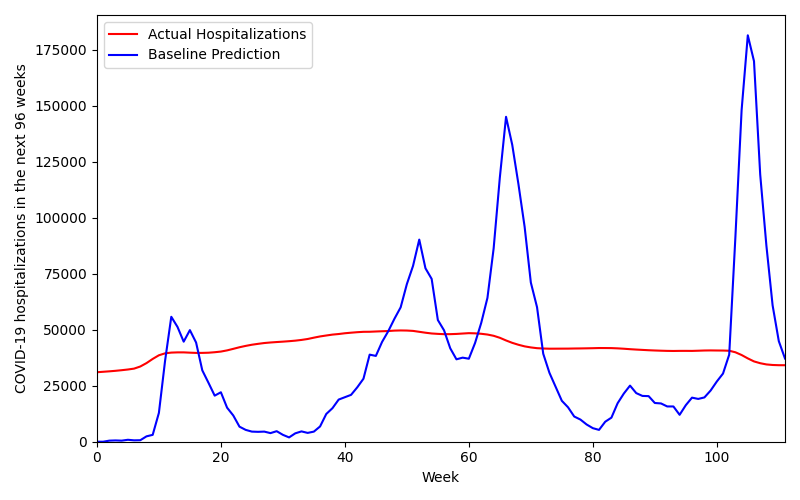 Actual Hospitalizations
Baseline Prediction
COVID-19 hospitalizations in the next 96 weeks
175000
150000
125000
100000
75000
50000
25000
0
0 20 40 60 80 100
Week